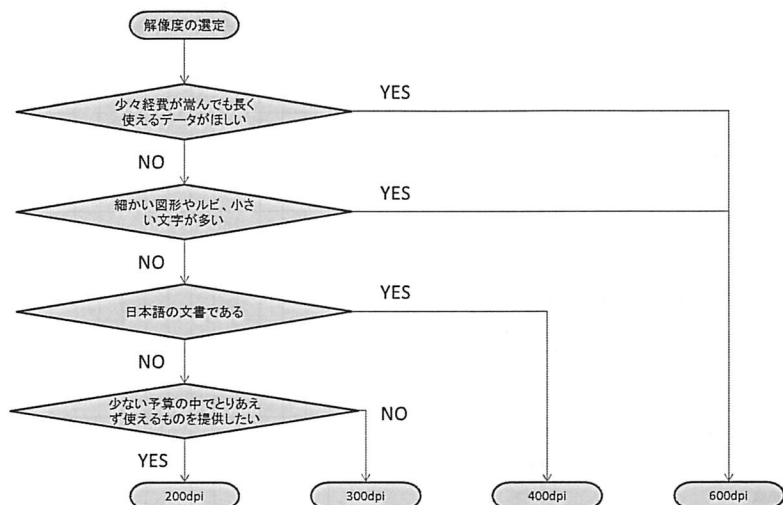 解像度の選定
少々経費が嵩んでも長く
使えるデータがほしい
YES
NO
細かい図形やルビ、小さ
い文字が多い
YES
NO
日本語の文書である
YES
NO
少ない予算の中でとりあえ
ず使えるものを提供したい
NO
YES
200dpi
300dpi
400dpi
600dpi